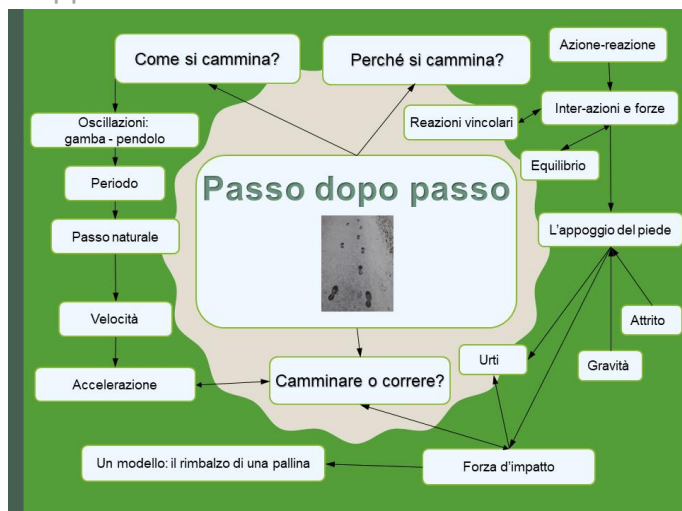 Come si cammina?
Perché si cammina?
Azione-reazione
Oscillazioni:
gamba - pendolo
Reazioni vincolari
Inter-azioni e forze
Equilibrio
Periodo
Passo dopo passo
Passo naturale
L'appoggio del piede
Velocità
Attrito
Urti
Gravità
Accelerazione
Camminare o correre?
Un modello: il rimbalzo di una pallina
Forza d'impatto